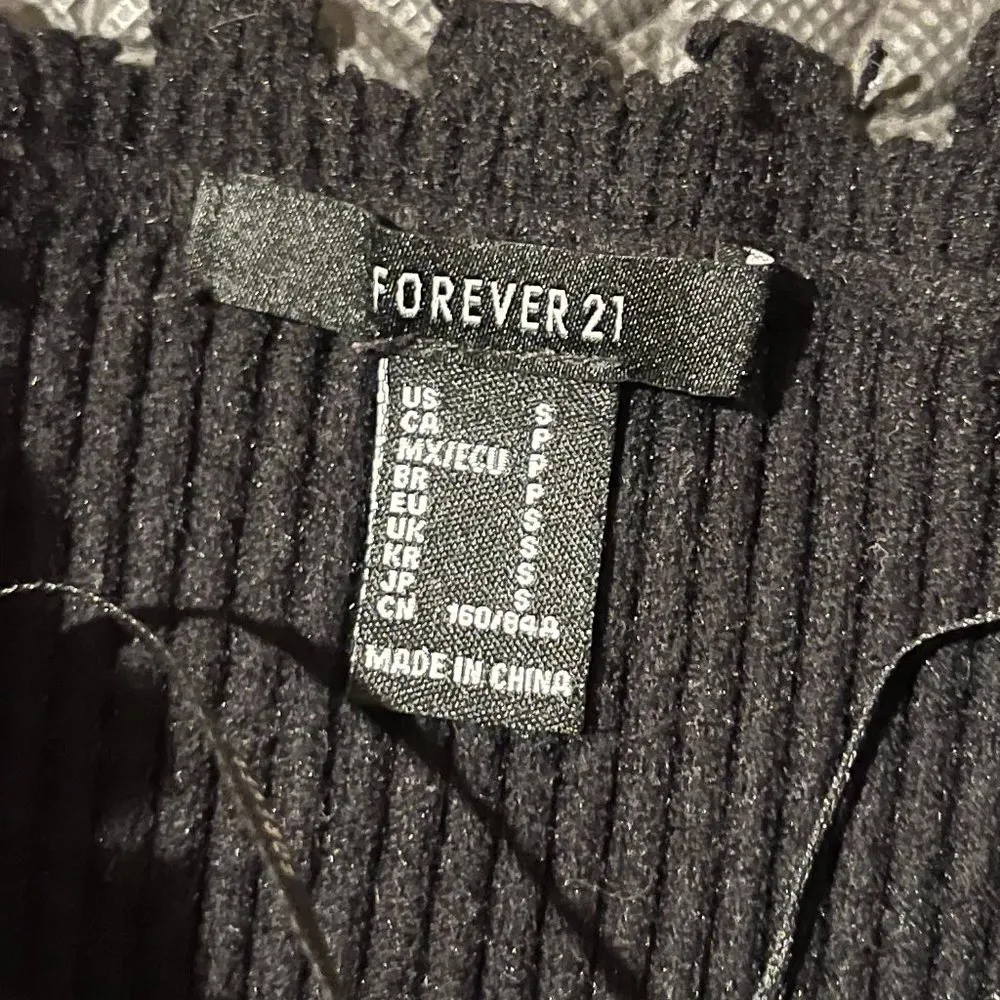 FOREVER 21
US S
CA P
MX/ECU P
BR P
EU S
UK S
KR S
JP S
CN 160/84A
MADE IN CHINA